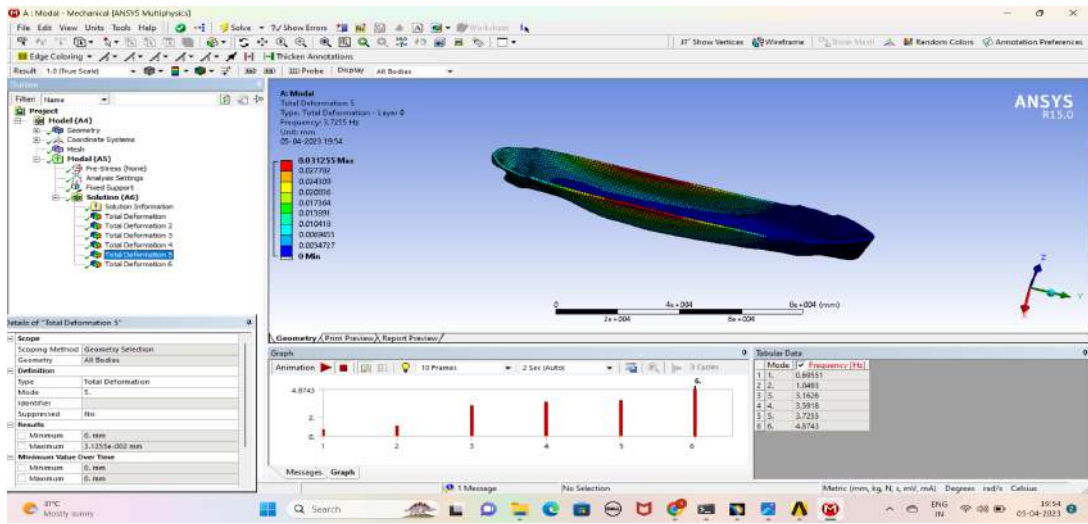 A : Modal - Mechanical [ANSYS Multiphysics]
File Edit View Units Tools Help Solve ?/ Show Errors Worksheet
Show Vertices Wireframe Show Mesh Random Colors Annotation Preferences
Edge Coloring Thicken Annotations
Result 1.0 (True Scale) Probe Display All Bodies
Outline
Filter: Name
Project
Model (A4)
Geometry
Coordinate Systems
Mesh
Modal (A5)
Pre-Stress (None)
Analysis Settings
Fixed Support
Solution (A6)
Solution Information
Total Deformation
Total Deformation 2
Total Deformation 3
Total Deformation 4
Total Deformation 5
Total Deformation 6
A: Modal
Total Deformation 5
Type: Total Deformation - Layer 0
Frequency: 3.7255 Hz
Unit: mm
05-04-2023 19:54
0.031255 Max
0.027782
0.024309
0.020836
0.017364
0.013891
0.010418
0.0069455
0.0034727
0 Min
ANSYS
R15.0
0 4e+004 8e+004 (mm)
2e+004 6e+004
Z
Y
Details of "Total Deformation 5"
Scope
Scoping Method Geometry Selection
Geometry All Bodies
Definition
Type Total Deformation
Mode 5.
Identifier
Suppressed No
Results
Minimum 0. mm
Maximum 3.1255e-002 mm
Minimum Value Over Time
Minimum 0. mm
Maximum 0. mm
Geometry Print Preview Report Preview
Graph
Animation 10 Frames 2 Sec (Auto) 3 Cycles
6.
4.8743
2.
0.
1 2 3 4 5 6
Messages Graph
Tabular Data
Mode Frequency [Hz]
1 1. 0.69551
2 2. 1.0493
3 3. 3.1626
4 4. 3.5918
5 5. 3.7255
6 6. 4.8743
1 Message No Selection Metric (mm, kg, N, s, mV, mA) Degrees rad/s Celsius
31°C
Mostly sunny
Search
ENG
IN
19:54
05-04-2023